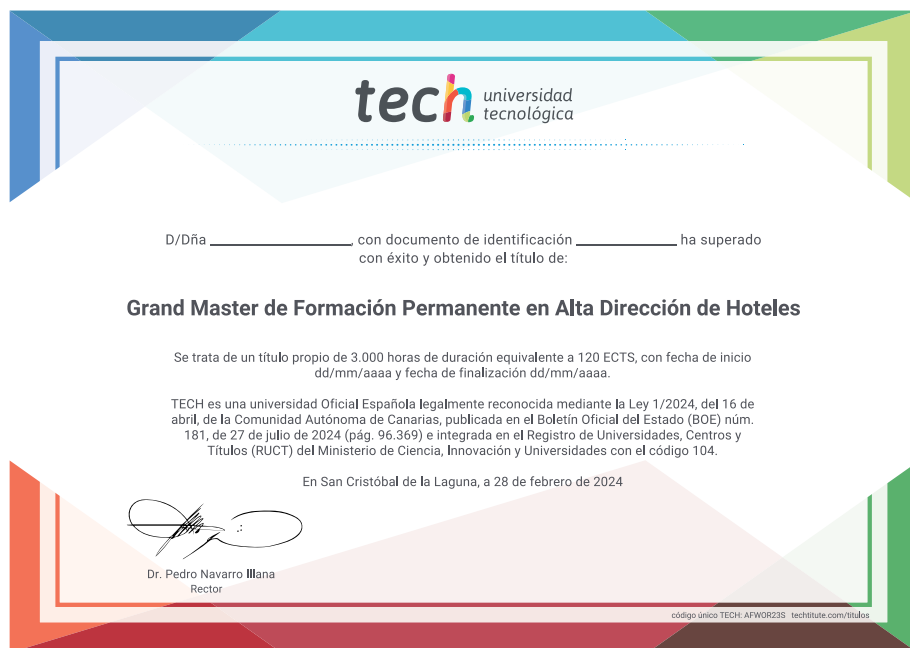 tech universidad
tecnológica
D/Dña ____________________, con documento de identificación ______________ ha superado
con éxito y obtenido el título de:
Grand Master de Formación Permanente en Alta Dirección de Hoteles
Se trata de un título propio de 3.000 horas de duración equivalente a 120 ECTS, con fecha de inicio
dd/mm/aaaa y fecha de finalización dd/mm/aaaa.
TECH es una universidad Oficial Española legalmente reconocida mediante la Ley 1/2024, del 16 de
abril, de la Comunidad Autónoma de Canarias, publicada en el Boletín Oficial del Estado (BOE) núm.
181, de 27 de julio de 2024 (pág. 96.369) e integrada en el Registro de Universidades, Centros y
Títulos (RUCT) del Ministerio de Ciencia, Innovación y Universidades con el código 104.
En San Cristóbal de la Laguna, a 28 de febrero de 2024
Dr. Pedro Navarro Illana
Rector
código único TECH: AFWOR23S techtitute.com/titulos